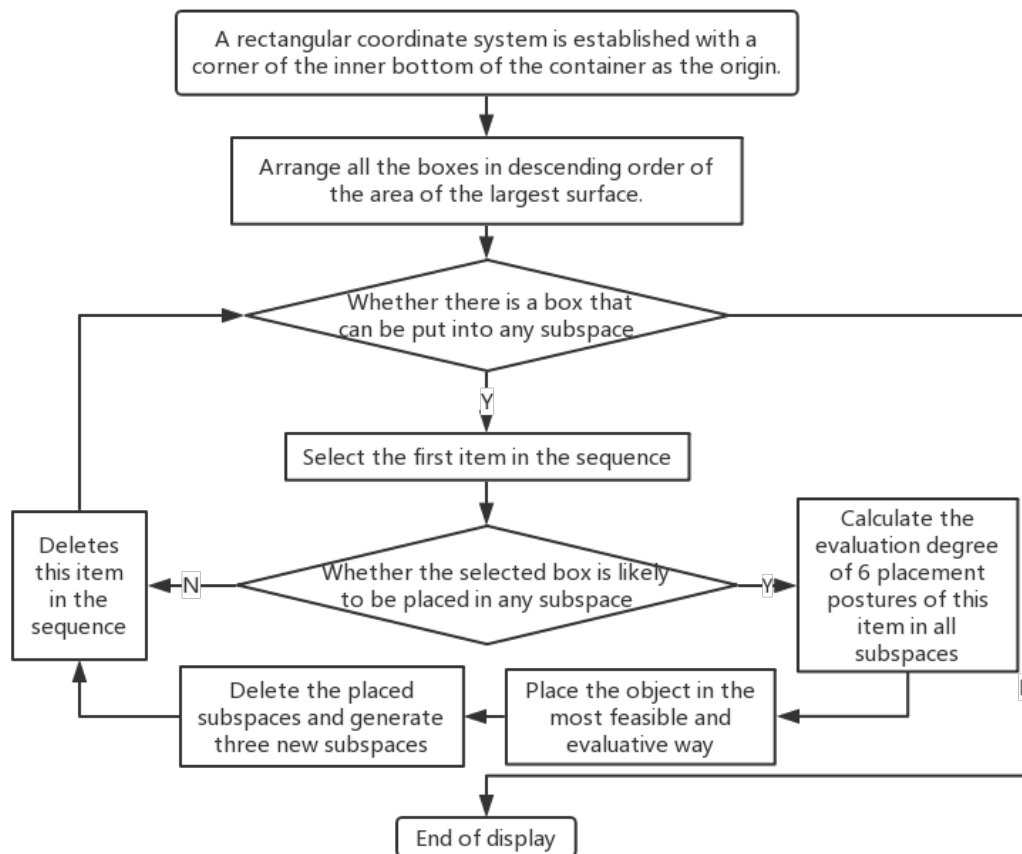 A rectangular coordinate system is established with a
corner of the inner bottom of the container as the origin.
Arrange all the boxes in descending order of
the area of the largest surface.
Whether there is a box that
can be put into any subspace
Y
Select the first item in the sequence
Whether the selected box is likely
to be placed in any subspace
N
Y
Deletes
this item
in the
sequence
Calculate the
evaluation degree
of 6 placement
postures of this
item in all
subspaces
Place the object in the
most feasible and
evaluative way
Delete the placed
subspaces and generate
three new subspaces
End of display